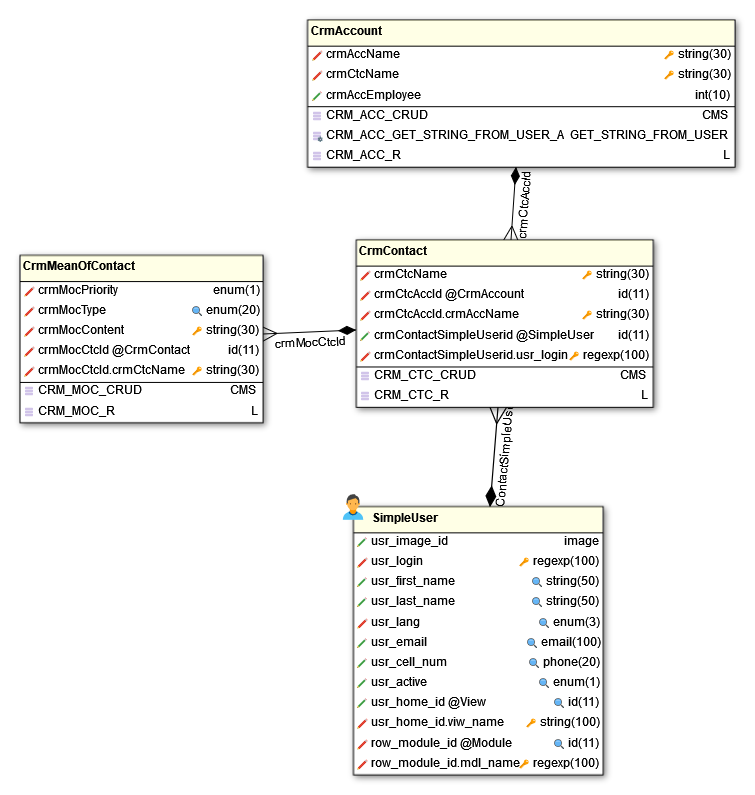 CrmAccount
crmAccName string(30)
crmCtcName string(30)
crmAccEmployee int(10)
CRM_ACC_CRUD CMS
CRM_ACC_GET_STRING_FROM_USER_A GET_STRING_FROM_USER
CRM_ACC_R L
crmCtcAccId
CrmContact
crmCtcName string(30)
crmCtcAccId @CrmAccount id(11)
crmCtcAccId.crmAccName string(30)
crmContactSimpleUserid @SimpleUser id(11)
crmContactSimpleUserid.usr_login regexp(100)
CRM_CTC_CRUD CMS
CRM_CTC_R L
CrmMeanOfContact
crmMocPriority enum(1)
crmMocType enum(20)
crmMocContent string(30)
crmMocCtcId @CrmContact id(11)
crmMocCtcId.crmCtcName string(30)
CRM_MOC_CRUD CMS
CRM_MOC_R L
crmMocCtcId
ContactSimpleUs
SimpleUser
usr_image_id image
usr_login regexp(100)
usr_first_name string(50)
usr_last_name string(50)
usr_lang enum(3)
usr_email email(100)
usr_cell_num phone(20)
usr_active enum(1)
usr_home_id @View id(11)
usr_home_id.viw_name string(100)
row_module_id @Module id(11)
row_module_id.mdl_name regexp(100)